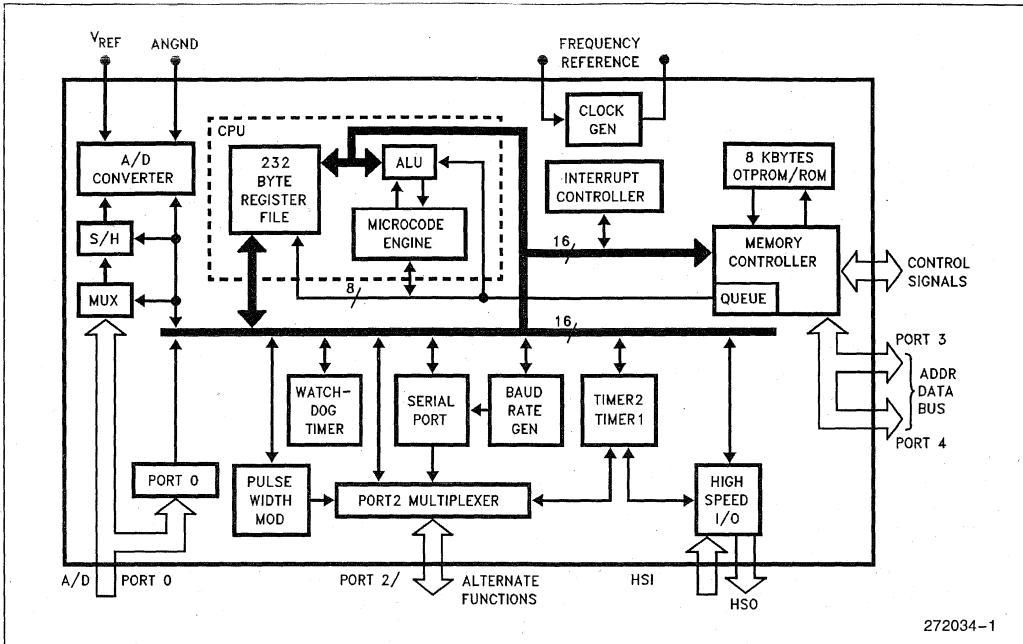 VREF
ANGND
FREQUENCY
REFERENCE
CPU
A/D
CONVERTER
232
BYTE
REGISTER
FILE
ALU
MICROCODE
ENGINE
CLOCK
GEN
INTERRUPT
CONTROLLER
8 KBYTES
OTPROM/ROM
S/H
MUX
16
MEMORY
CONTROLLER
QUEUE
CONTROL
SIGNALS
8
16
PORT 3
ADDR
DATA
BUS
PORT 4
WATCH-
DOG
TIMER
SERIAL
PORT
BAUD
RATE
GEN
TIMER2
TIMER1
PORT 0
PULSE
WIDTH
MOD
PORT2 MULTIPLEXER
HIGH
SPEED
I/O
A/D
PORT 0
PORT 2/
ALTERNATE
FUNCTIONS
HSI
HSO
272034-1